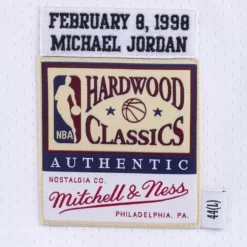 FEBRUARY 8, 1998
MICHAEL JORDAN
HARDWOOD
CLASSICS
NBA
AUTHENTIC
NOSTALGIA CO.
Mitchell & Ness
PHILADELPHIA, PA.
44(L)